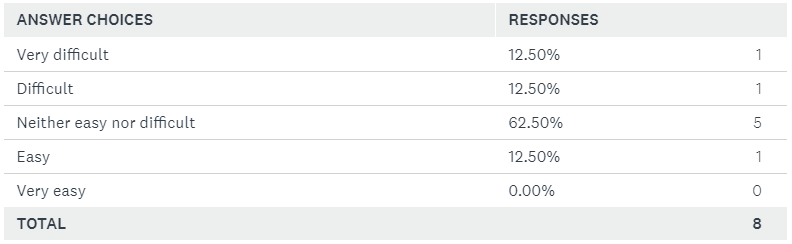 ANSWER CHOICES RESPONSES
Very difficult 12.50% 1
Difficult 12.50% 1
Neither easy nor difficult 62.50% 5
Easy 12.50% 1
Very easy 0.00% 0
TOTAL 8